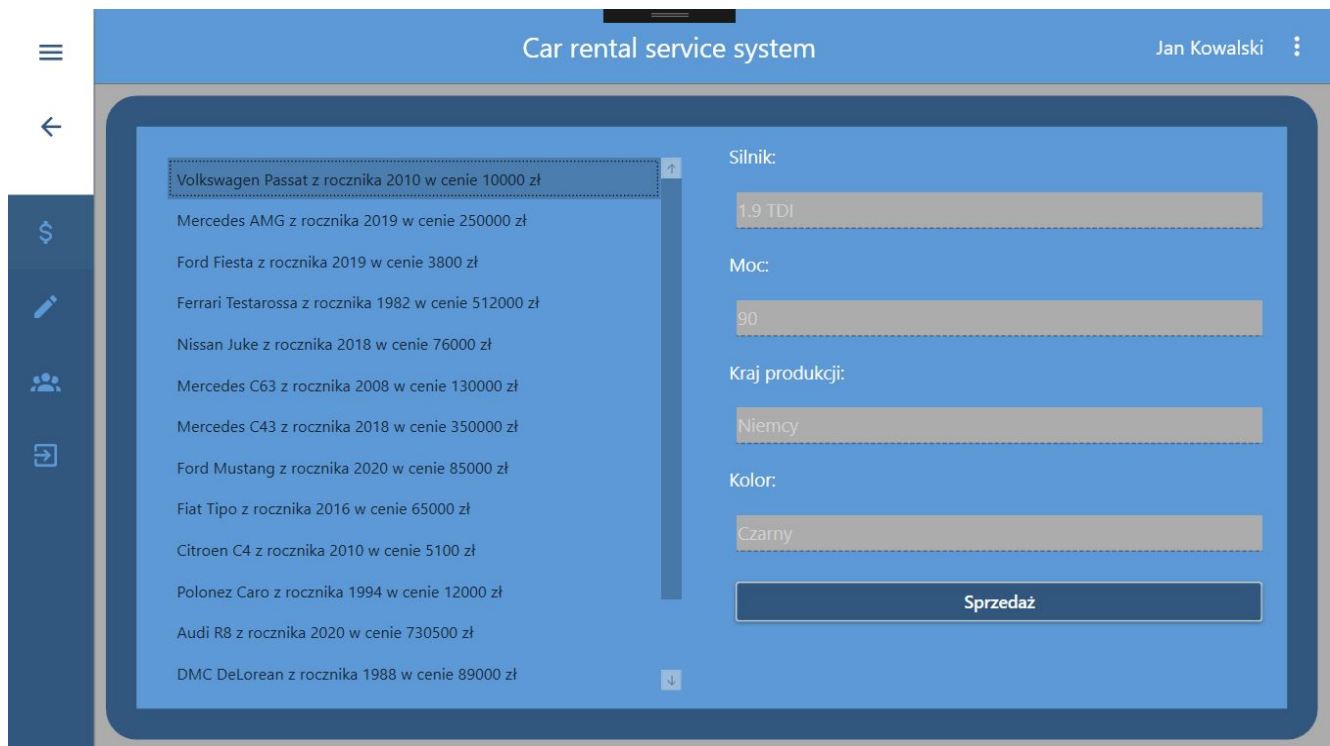 Car rental service system
Jan Kowalski
Volkswagen Passat z rocznika 2010 w cenie 10000 zł
Mercedes AMG z rocznika 2019 w cenie 250000 zł
Ford Fiesta z rocznika 2019 w cenie 3800 zł
Ferrari Testarossa z rocznika 1982 w cenie 512000 zł
Nissan Juke z rocznika 2018 w cenie 76000 zł
Mercedes C63 z rocznika 2008 w cenie 130000 zł
Mercedes C43 z rocznika 2018 w cenie 350000 zł
Ford Mustang z rocznika 2020 w cenie 85000 zł
Fiat Tipo z rocznika 2016 w cenie 65000 zł
Citroen C4 z rocznika 2010 w cenie 5100 zł
Polonez Caro z rocznika 1994 w cenie 12000 zł
Audi R8 z rocznika 2020 w cenie 730500 zł
DMC DeLorean z rocznika 1988 w cenie 89000 zł
Silnik:
1.9 TDI
Moc:
90
Kraj produkcji:
Niemcy
Kolor:
Czarny
Sprzedaż